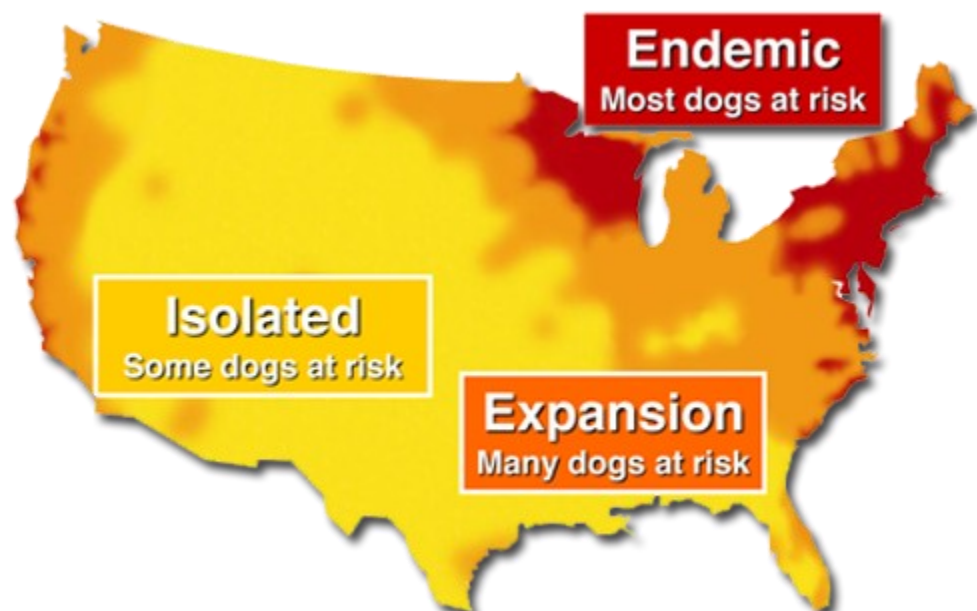 Endemic
Most dogs at risk
Isolated
Some dogs at risk
Expansion
Many dogs at risk